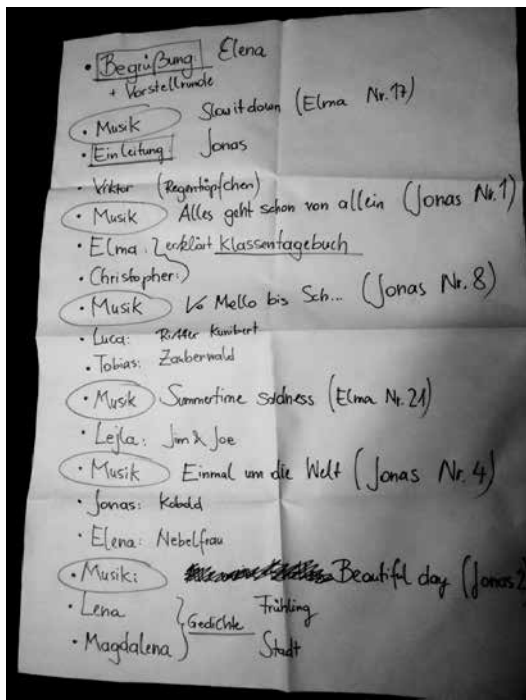 • Begrüßung: Elena
+ Vorstellrunde
• Musik Slow it down (Elma Nr. 17)
• Einleitung: Jonas
• Viktor (Regentöpfchen)
• Musik Alles geht schon von allein (Jonas Nr. 1)
• Elma: } erklärt Klassentagebuch
• Christopher:
• Musik Vo Mello bis Sch... (Jonas Nr. 8)
• Luca: Ritter Kunibert
• Tobias: Zauberwald
• Musik Summertime sadness (Elma Nr. 21)
• Lejla: Jim & Joe
• Musik Einmal um die Welt (Jonas Nr. 4)
• Jonas: Kobold
• Elena: Nebelfrau
• Musik: Beautiful day (Jonas 2
• Lena } Gedichte Frühling
• Magdalena Stadt